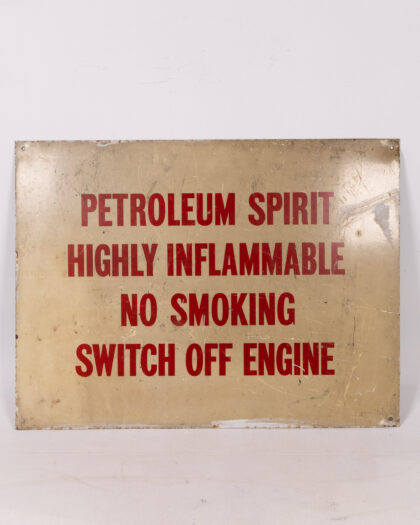 PETROLEUM SPIRIT
HIGHLY INFLAMMABLE
NO SMOKING
SWITCH OFF ENGINE